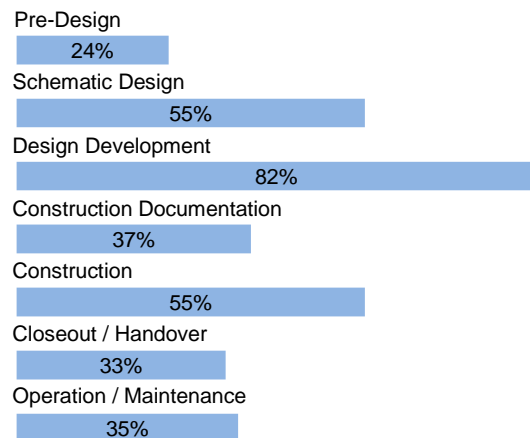 Pre-Design
24%
Schematic Design
55%
Design Development
82%
Construction Documentation
37%
Construction
55%
Closeout / Handover
33%
Operation / Maintenance
35%